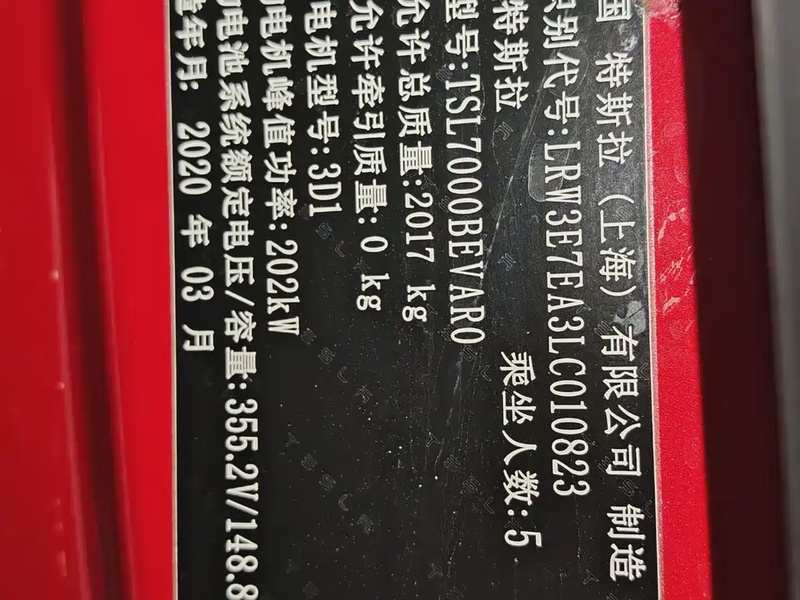 国 特斯拉（上海）有限公司 制造
识别代号:LRW3E7EA3LC010823
特斯拉 乘坐人数:5
型号:TSL7000BEVAR0
允许总质量:2017 kg
允许牵引质量: 0 kg
电机型号: 3D1
电机峰值功率: 202kW
电池系统额定电压/容量: 355.2V/148.8
年月: 2020 年 03 月